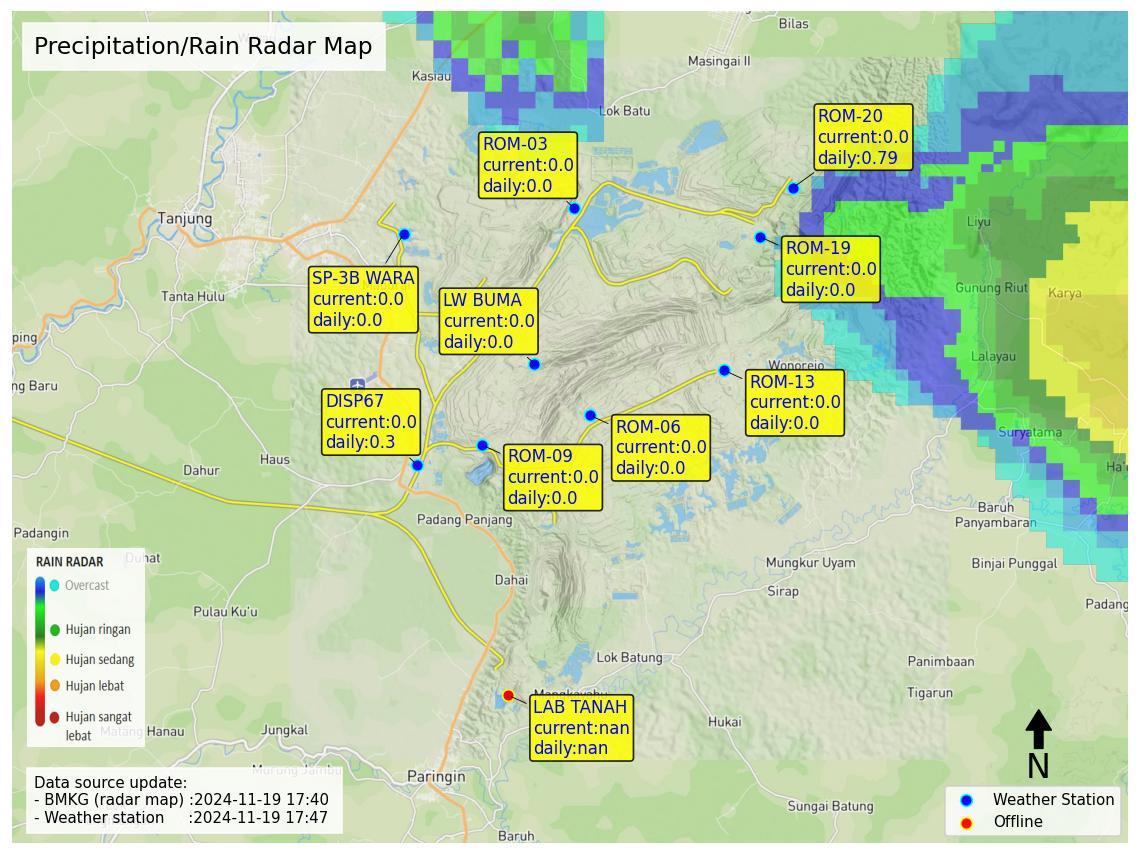 Precipitation/Rain Radar Map
Bilas
Masingai II
Kasiau
Lok Batu
ROM-20
current:0.0
daily:0.79
ROM-03
current:0.0
daily:0.0
Tanjung
Liyu
ROM-19
current:0.0
daily:0.0
SP-3B WARA
current:0.0
daily:0.0
Tanta Hulu
LW BUMA
current:0.0
daily:0.0
Gunung Riut
Karya
ping
Lalayau
Wonorejo
ng Baru
ROM-13
current:0.0
daily:0.0
DISP67
current:0.0
daily:0.3
ROM-06
current:0.0
daily:0.0
Suryatama
ROM-09
current:0.0
daily:0.0
Haus
Dahur
Ha'u
Baruh
Panyambaran
Padang Panjang
Padangin
Duhat
Mungkur Uyam
Binjai Punggal
Dahai
Sirap
Padang
Pulau Ku'u
RAIN RADAR
Overcast
Hujan ringan
Hujan sedang
Hujan lebat
Hujan sangat
lebat
Lok Batung
Panimbaan
Tigarun
Mangkayahu
LAB TANAH
current:nan
daily:nan
Hukai
Matang Hanau
Jungkal
Murung Jambu
Paringin
N
Data source update:
- BMKG (radar map) :2024-11-19 17:40
- Weather station :2024-11-19 17:47
Sungai Batung
Baruh
Weather Station
Offline